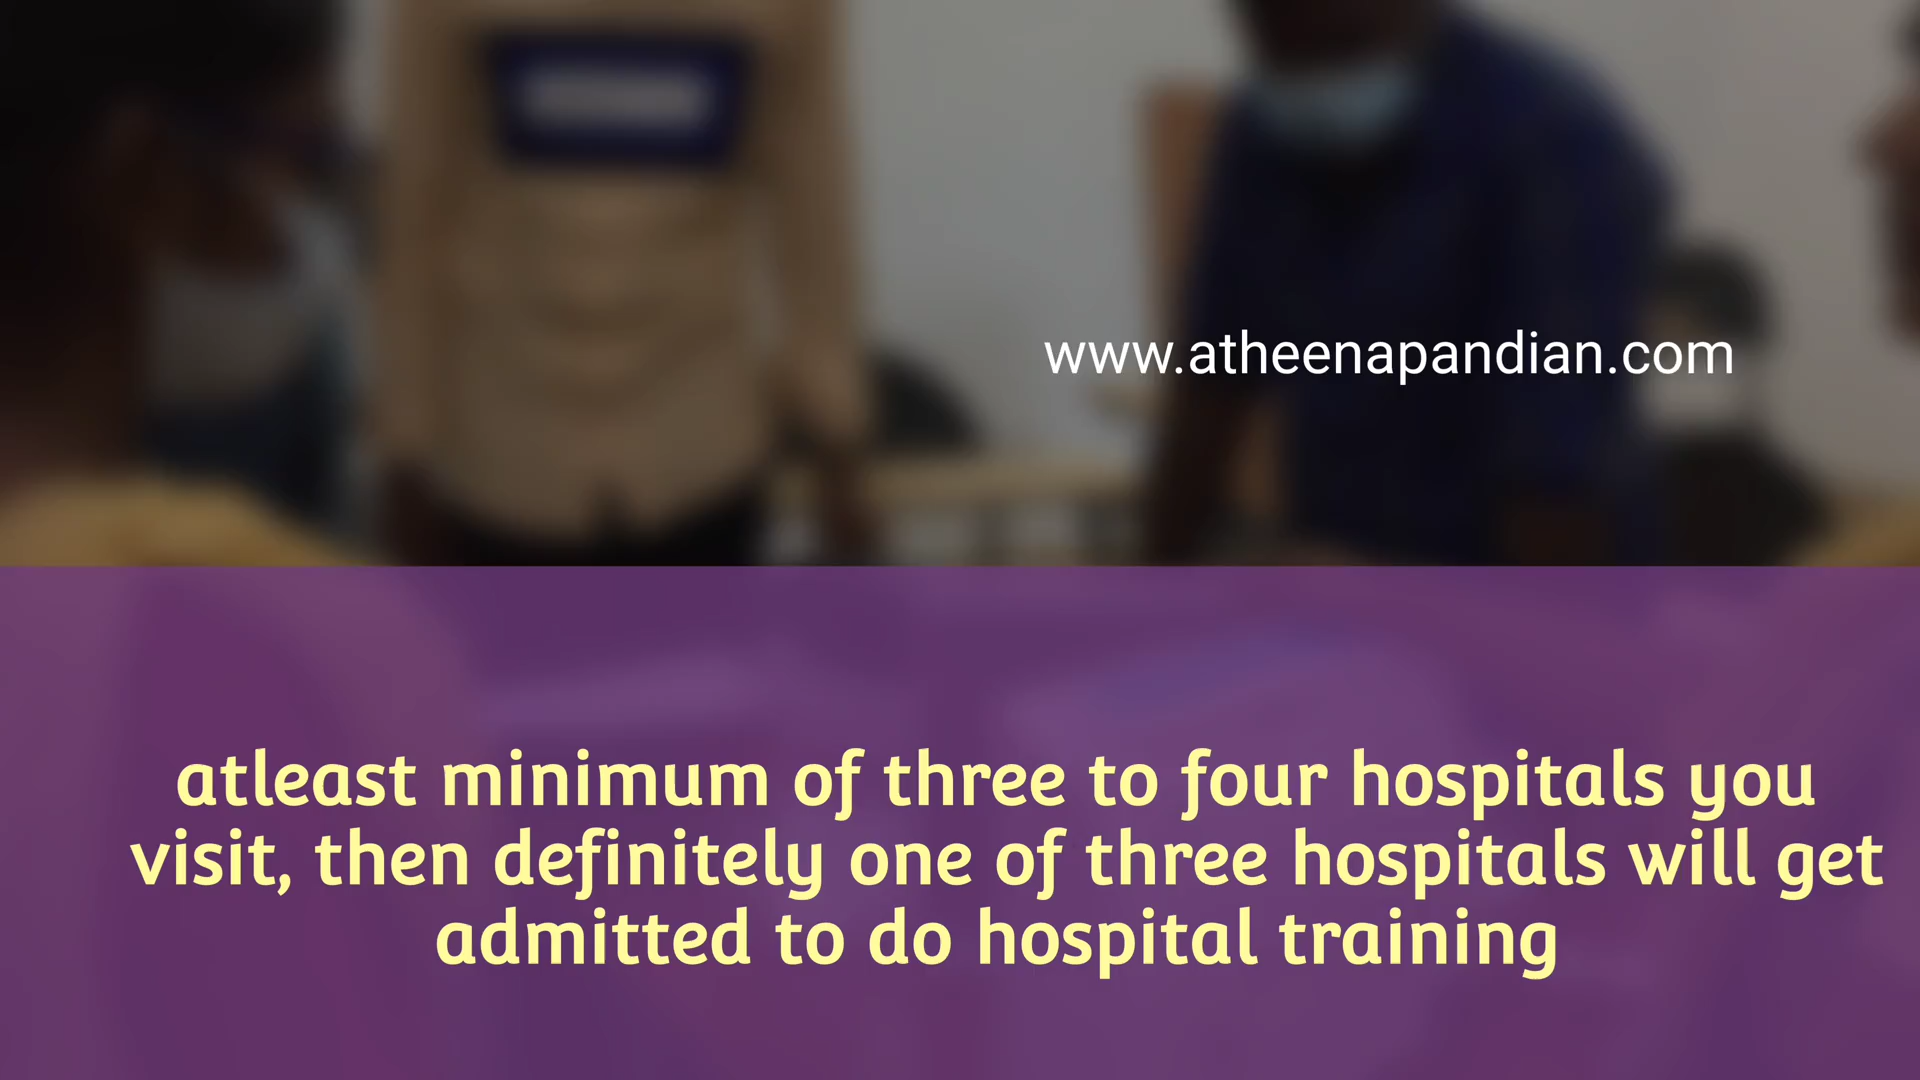 www.atheenapandian.com
atleast minimum of three to four hospitals you
visit, then definitely one of three hospitals will get
admitted to do hospital training